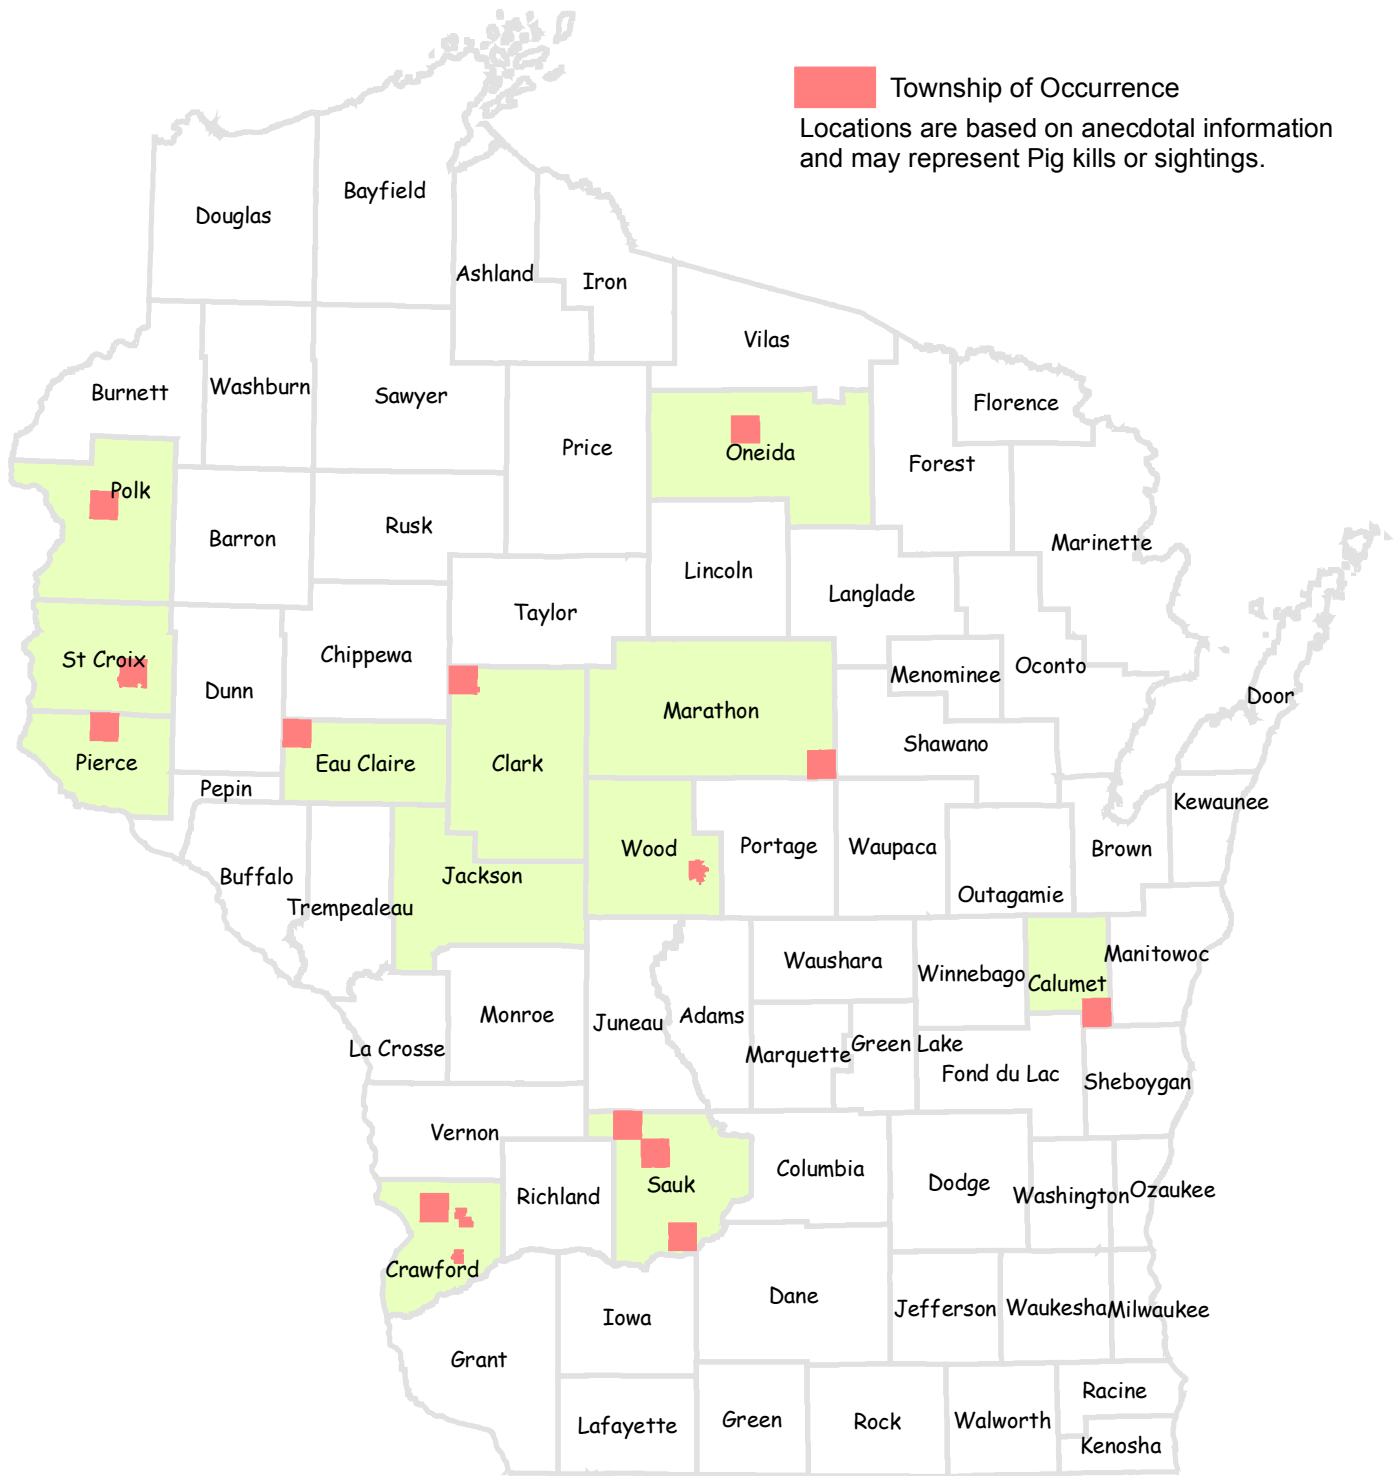 Township of Occurrence
Locations are based on anecdotal information
and may represent Pig kills or sightings.
Bayfield
Douglas
Ashland
Iron
Vilas
Burnett
Washburn
Sawyer
Florence
Price
Oneida
Forest
Polk
Rusk
Barron
Marinette
Lincoln
Langlade
Taylor
St Croix
Chippewa
Oconto
Menominee
Dunn
Door
Marathon
Shawano
Pierce
Eau Claire
Clark
Pepin
Kewaunee
Wood
Portage
Waupaca
Brown
Buffalo
Jackson
Outagamie
Trempealeau
Manitowoc
Waushara
Winnebago
Calumet
Monroe
Juneau
Adams
La Crosse
Marquette
Green Lake
Fond du Lac
Sheboygan
Vernon
Columbia
Sauk
Dodge
Richland
Washington
Ozaukee
Crawford
Dane
Jefferson
Waukesha
Milwaukee
Iowa
Grant
Racine
Lafayette
Green
Rock
Walworth
Kenosha